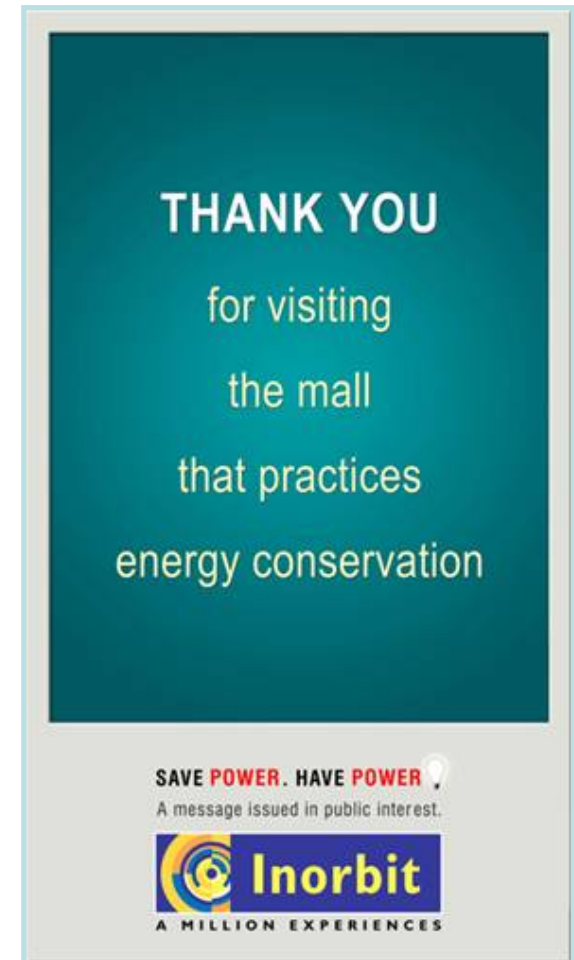 THANK YOU
for visiting
the mall
that practices
energy conservation
SAVE POWER. HAVE POWER
A message issued in public interest.
Inorbit
A MILLION EXPERIENCES